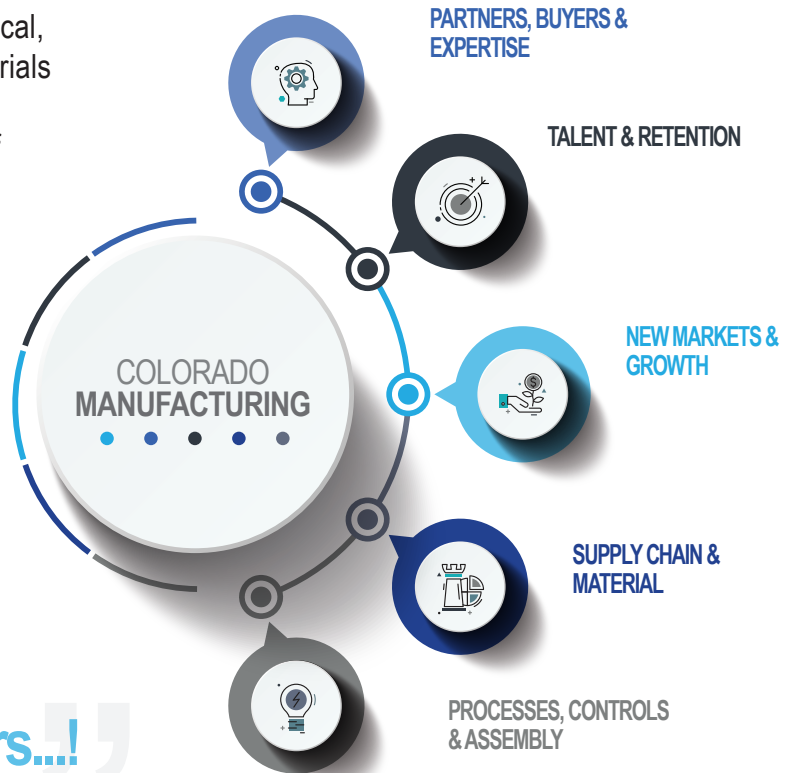 cal,
rials
PARTNERS, BUYERS &
EXPERTISE
TALENT & RETENTION
NEW MARKETS &
GROWTH
COLORADO
MANUFACTURING
SUPPLY CHAIN &
MATERIAL
PROCESSES, CONTROLS
& ASSEMBLY
rs...!
”